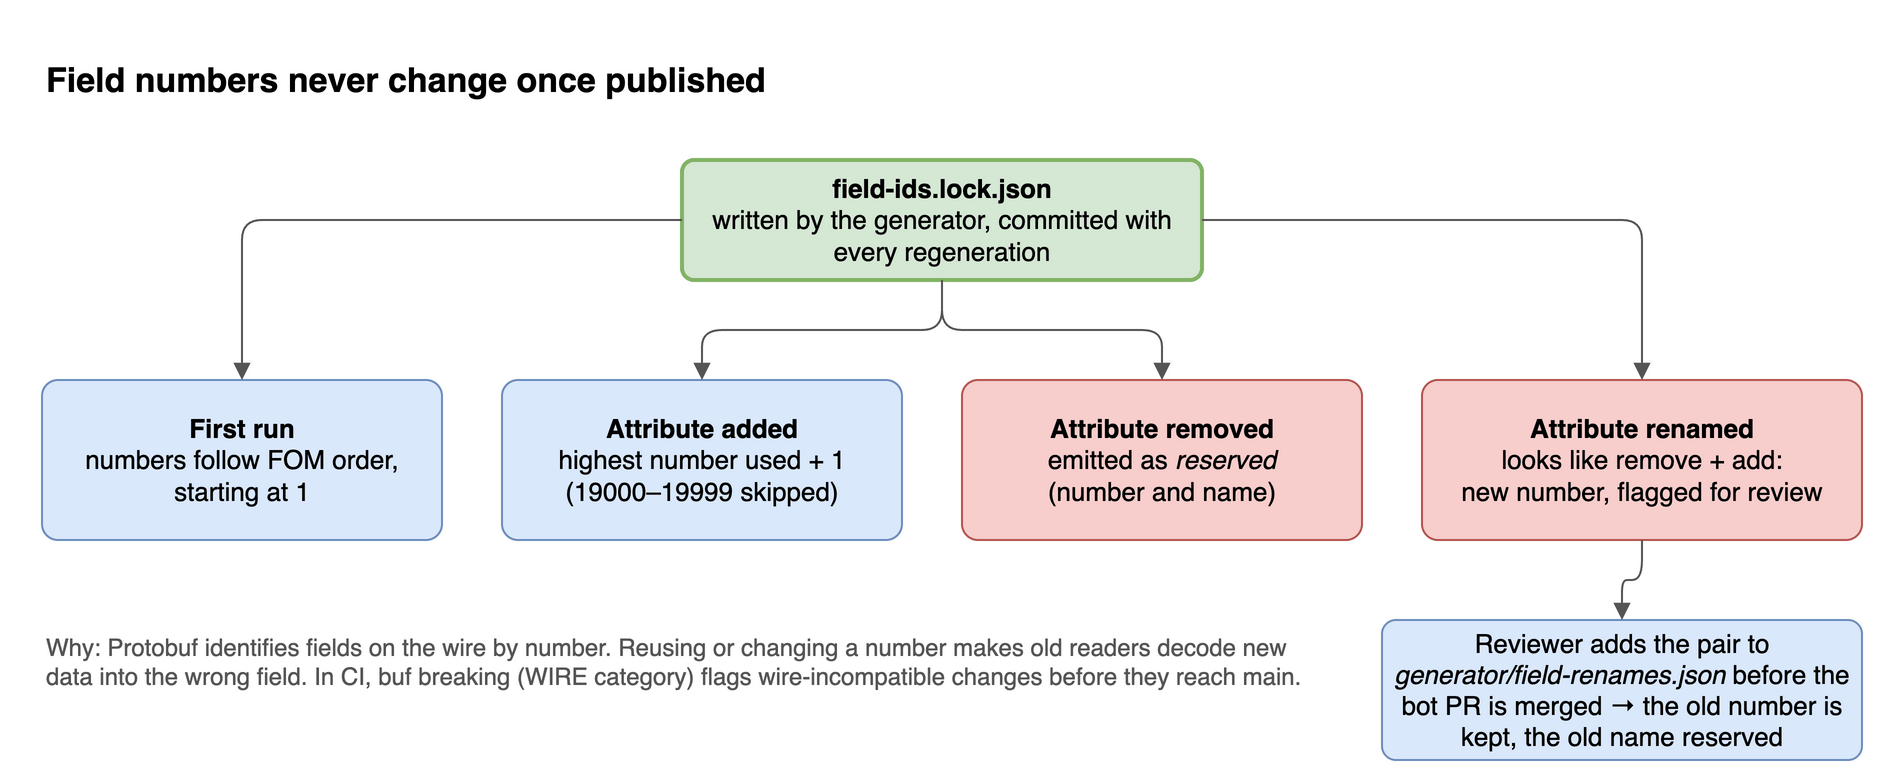 Field numbers never change once published
field-ids.lock.json
written by the generator, committed with
every regeneration
First run
numbers follow FOM order,
starting at 1
Attribute added
highest number used + 1
(19000–19999 skipped)
Attribute removed
emitted as reserved
(number and name)
Attribute renamed
looks like remove + add:
new number, flagged for review
Why: Protobuf identifies fields on the wire by number. Reusing or changing a number makes old readers decode new
data into the wrong field. In CI, buf breaking (WIRE category) flags wire-incompatible changes before they reach main.
Reviewer adds the pair to
generator/field-renames.json before the
bot PR is merged → the old number is
kept, the old name reserved